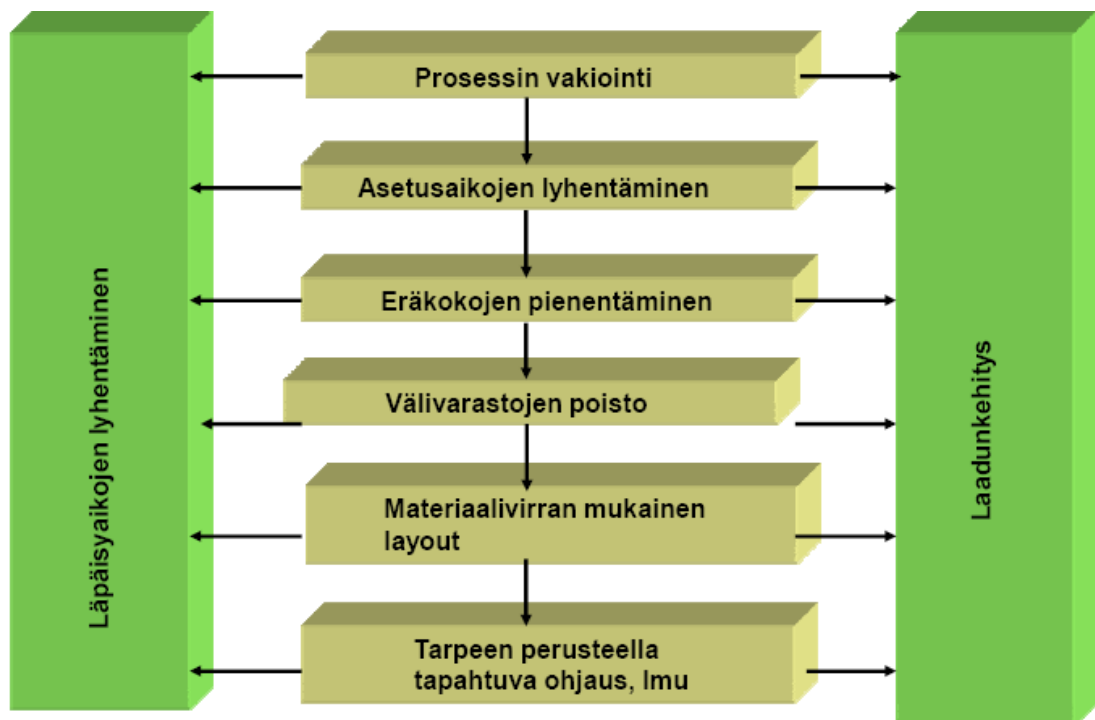 Prosessin vakiointi
Asetusaikojen lyhentäminen
Eräkokojen pienentäminen
Välivarastojen poisto
Materiaalivirran mukainen
layout
Tarpeen perusteella
tapahtuva ohjaus, Imu
Läpäisyaikojen lyhentäminen
Laadunkehitys